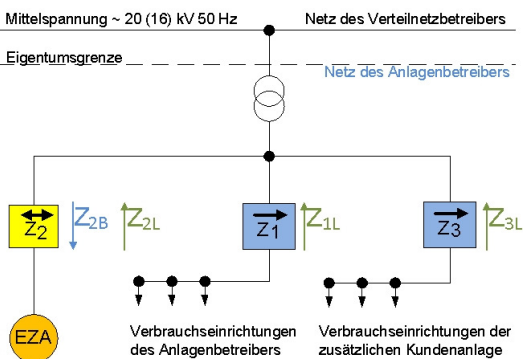 Mittelspannung ~ 20 (16) kV 50 Hz
Netz des Verteilnetzbetreibers
Eigentumsgrenze
Netz des Anlagenbetreibers
Z2
Z2B
Z2L
Z1
Z1L
Z3
Z3L
EZA
Verbrauchseinrichtungen
des Anlagenbetreibers
Verbrauchseinrichtungen der
zusätzlichen Kundenanlage